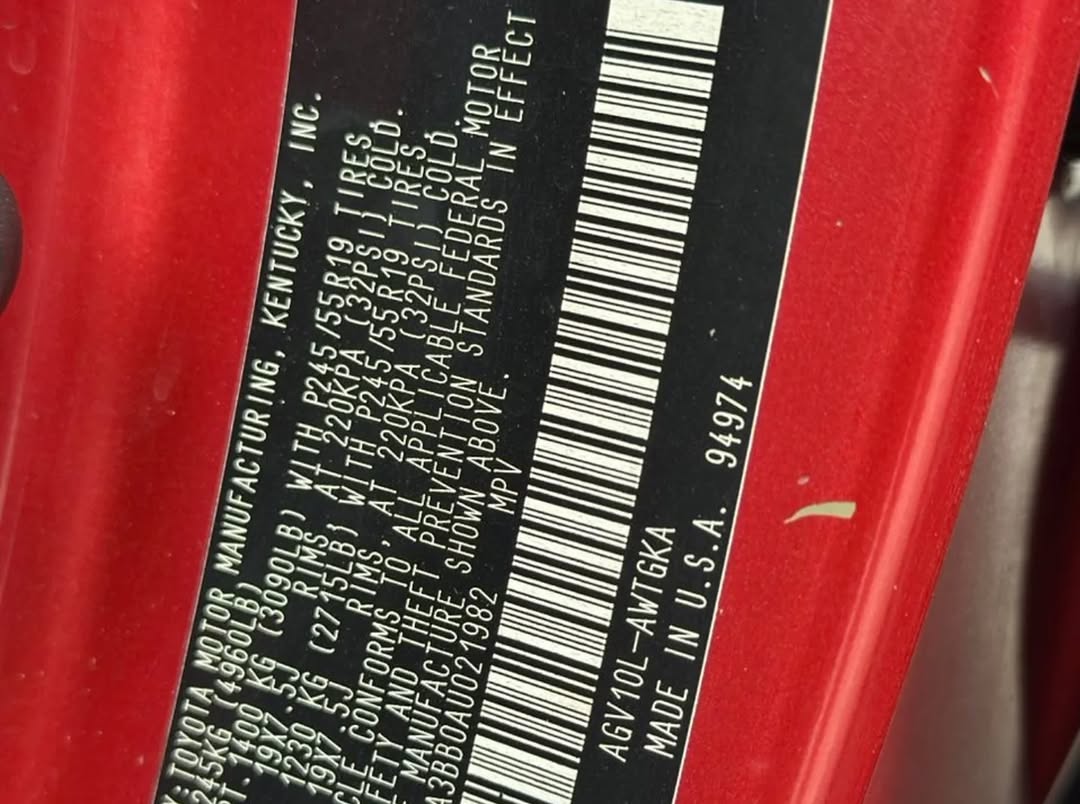 Y:TOYOTA MOTOR MANUFACTURING, KENTUCKY, INC.
245KG (4960LB)
1400 KG (3090LB) WITH P245/55R19 TIRES,
19X7.5J RIMS, AT 220KPA (32PSI) COLD.
1230 KG (2715LB) WITH P245/55R19 TIRES,
19X7.5J RIMS, AT 220KPA (32PSI) COLD.
CLE CONFORMS TO ALL APPLICABLE FEDERAL MOTOR
FETY AND THEFT PREVENTION STANDARDS IN EFFECT
MANUFACTURE SHOWN ABOVE.
A3BB0AU021982 MPV
AGV10L-AWTGKA
MADE IN U.S.A. 94974